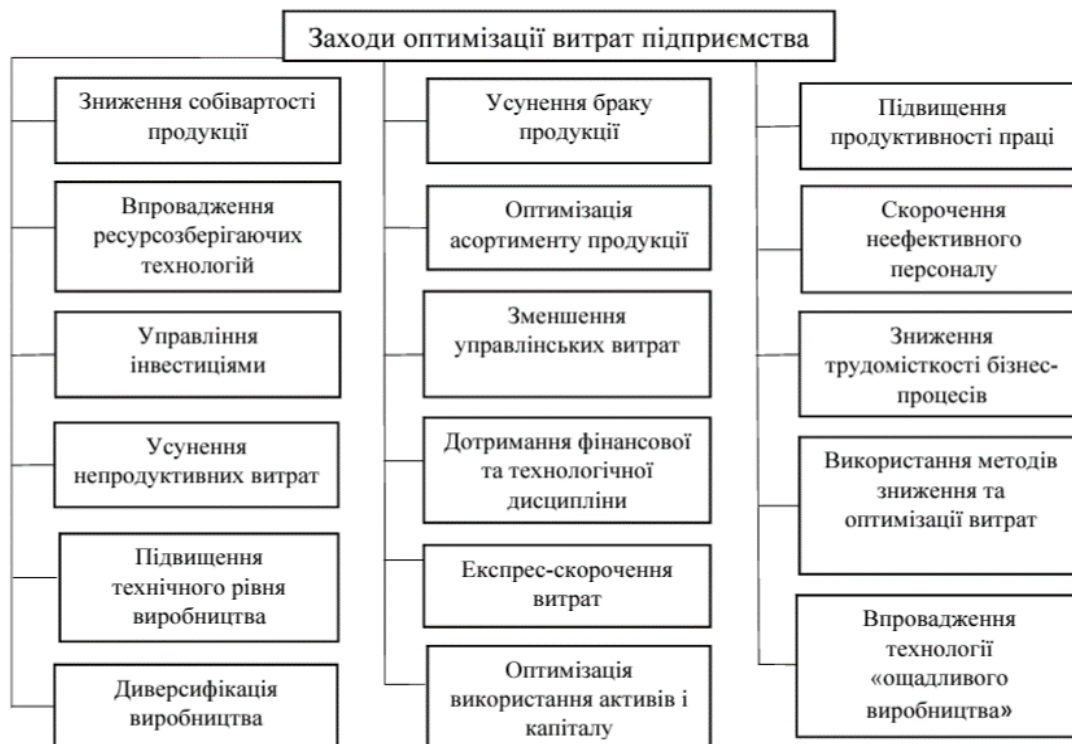 Заходи оптимізації витрат підприємства
Зниження собівартості
продукції
Впровадження
ресурсозберігаючих
технологій
Управління
інвестиціями
Усунення
непродуктивних витрат
Підвищення
технічного рівня
виробництва
Диверсифікація
виробництва
Усунення браку
продукції
Оптимізація
асортименту продукції
Зменшення
управлінських витрат
Дотримання фінансової
та технологічної
дисципліни
Експрес-скорочення
витрат
Оптимізація
використання активів і
капіталу
Підвищення
продуктивності праці
Скорочення
неефективного
персоналу
Зниження
трудомісткості бізнес-
процесів
Використання методів
зниження та
оптимізації витрат
Впровадження
технології
«ощадливого
виробництва»